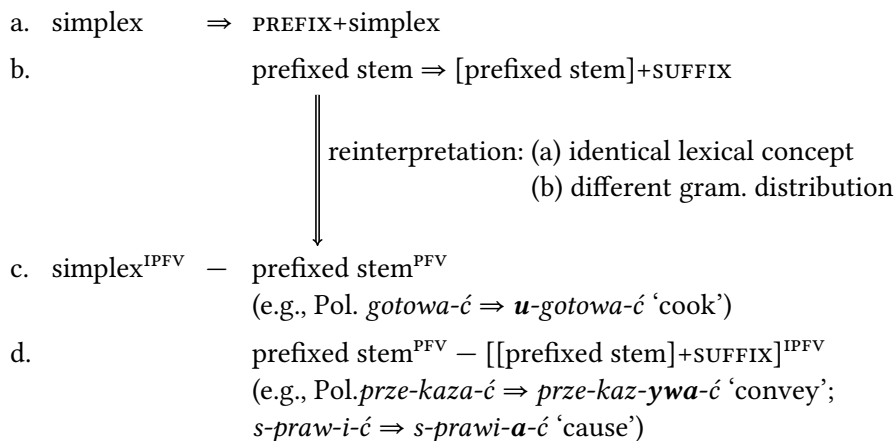 a. simplex ⇒ PREFIX+simplex
b. prefixed stem ⇒ [prefixed stem]+SUFFIX
reinterpretation: (a) identical lexical concept
(b) different gram. distribution
c. simplexᴵᴾꟳⱽ – prefixed stemᴾꟳⱽ
(e.g., Pol. gotowa-ć ⇒ u-gotowa-ć ‘cook’)
d. prefixed stemᴾꟳⱽ – [[prefixed stem]+SUFFIX]ᴵᴾꟳⱽ
(e.g., Pol.prze-kaza-ć ⇒ prze-kaz-ywa-ć ‘convey’;
s-praw-i-ć ⇒ s-prawi-a-ć ‘cause’)